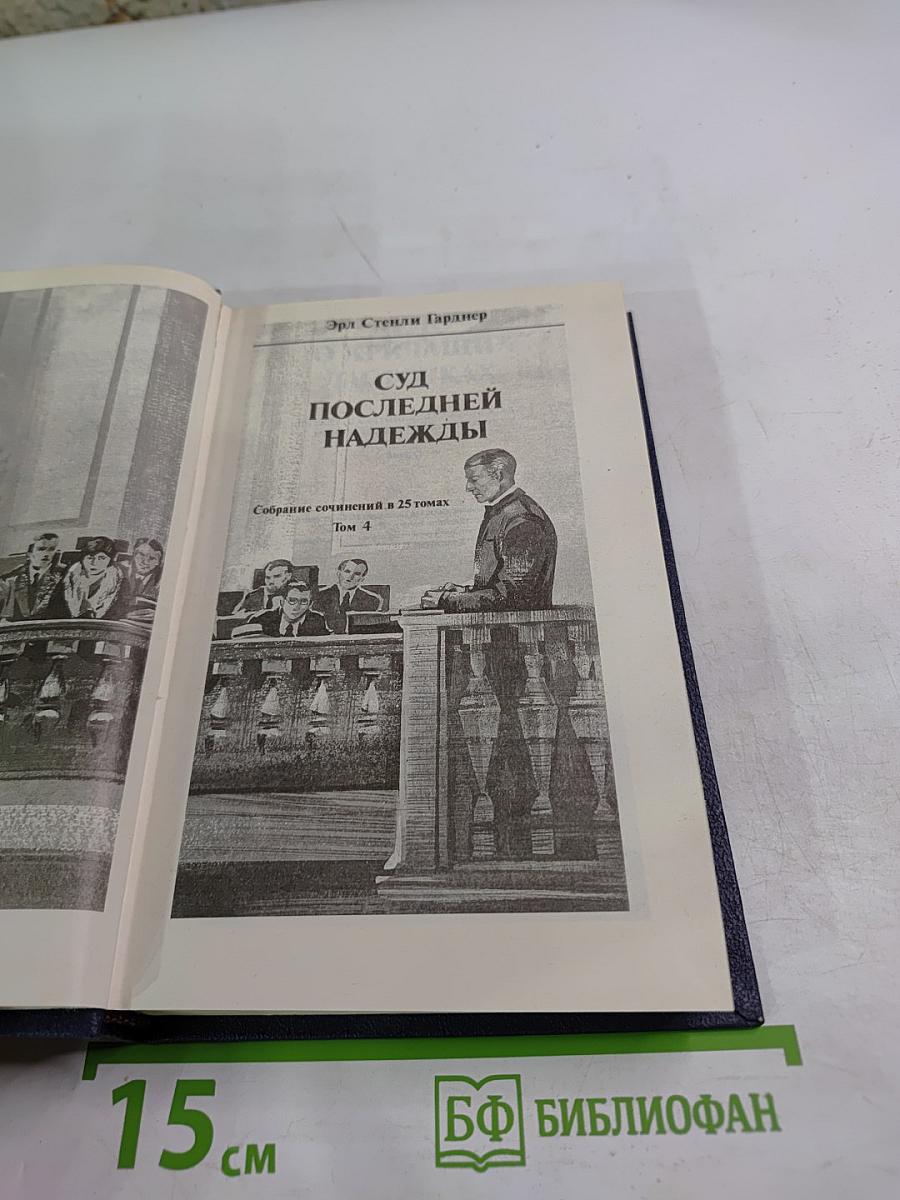 Эрл Стенли Гарднер
СУД
ПОСЛЕДНЕЙ
НАДЕЖДЫ
Собрание сочинений в 25 томах
Том 4
15 см
БФ БИБЛИОФАН